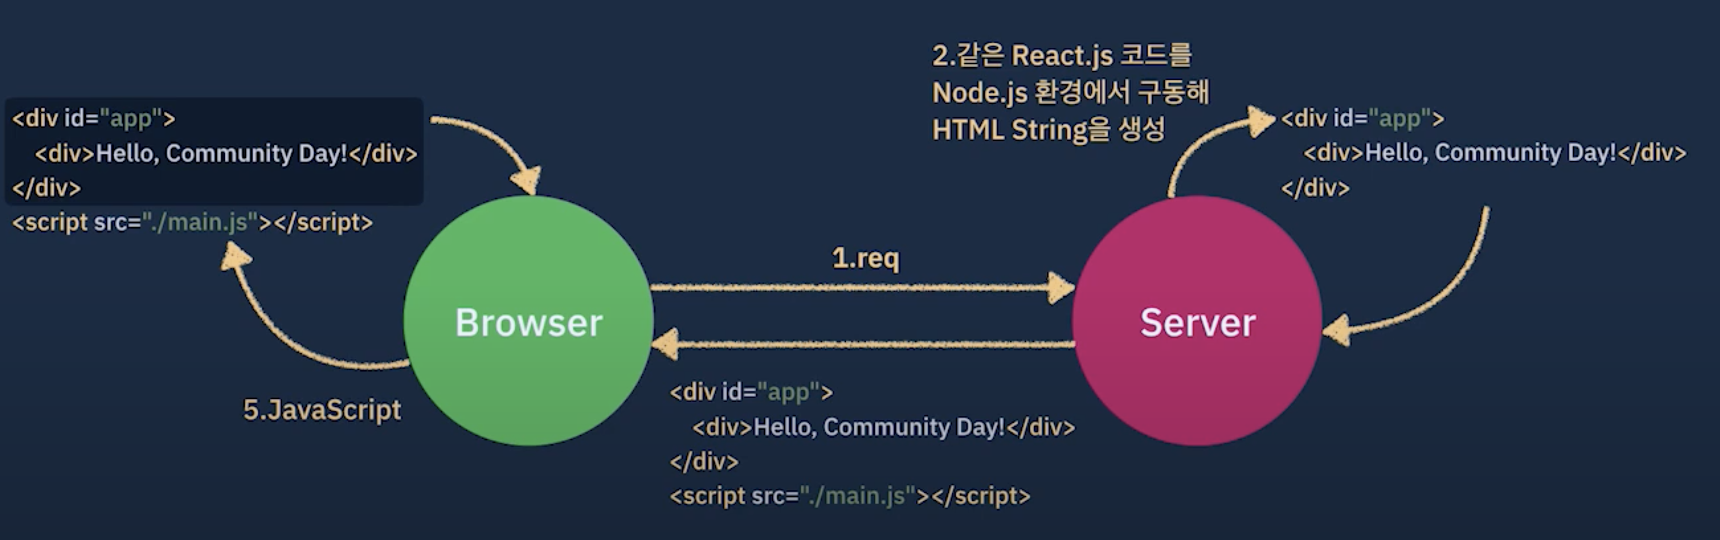 2.같은 React.js 코드를
Node.js 환경에서 구동해
HTML String을 생성
<div id="app">
<div>Hello, Community Day!</div>
</div>
<script src="./main.js"></script>
<div id="app">
<div>Hello, Community Day!</div>
</div>
1.req
Browser
Server
5.JavaScript
<div id="app">
<div>Hello, Community Day!</div>
</div>
<script src="./main.js"></script>